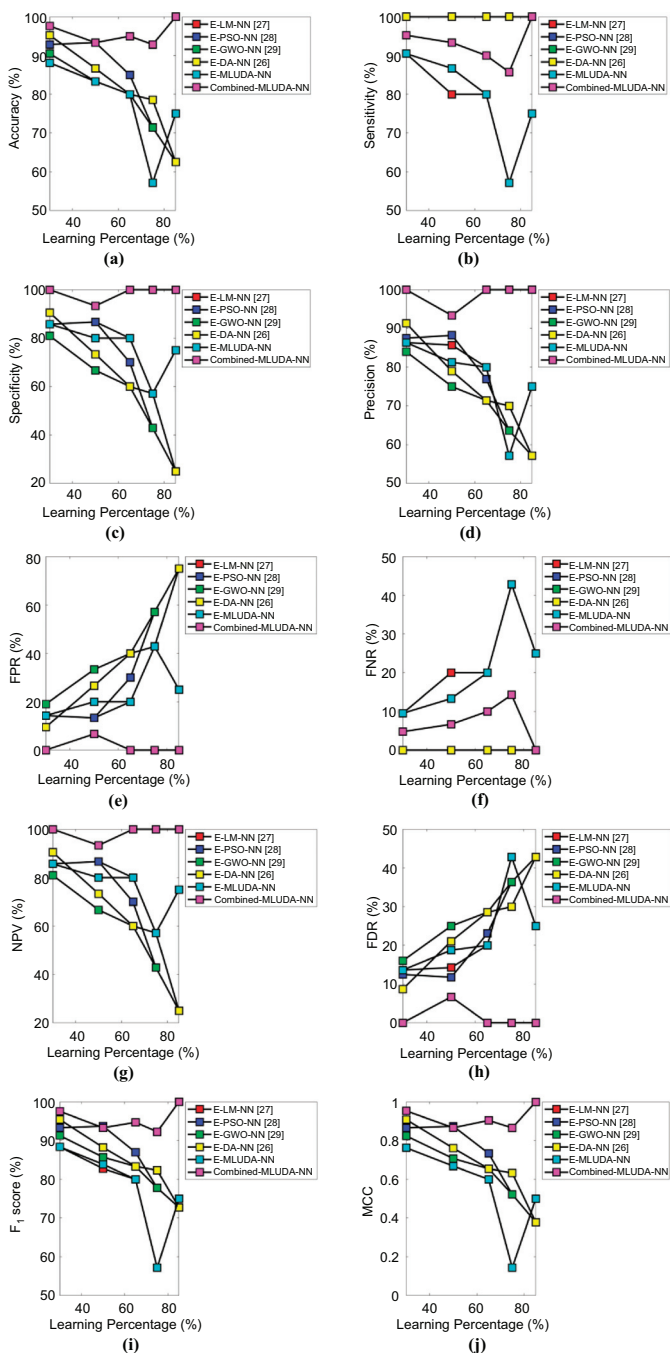 100
90
80
70
60
50
Accuracy (%)
40 60 80
Learning Percentage (%)
E-LM-NN [27]
E-PSO-NN [28]
E-GWO-NN [29]
E-DA-NN [26]
E-MLUDA-NN
Combined-MLUDA-NN
(a)
100
90
80
70
60
50
Sensitivity (%)
40 60 80
Learning Percentage (%)
E-LM-NN [27]
E-PSO-NN [28]
E-GWO-NN [29]
E-DA-NN [26]
E-MLUDA-NN
Combined-MLUDA-NN
(b)
100
80
60
40
20
Specificity (%)
40 60 80
Learning Percentage (%)
E-LM-NN [27]
E-PSO-NN [28]
E-GWO-NN [29]
E-DA-NN [26]
E-MLUDA-NN
Combined-MLUDA-NN
(c)
100
90
80
70
60
50
Precision (%)
40 60 80
Learning Percentage (%)
E-LM-NN [27]
E-PSO-NN [28]
E-GWO-NN [29]
E-DA-NN [26]
E-MLUDA-NN
Combined-MLUDA-NN
(d)
80
60
40
20
0
FPR (%)
40 60 80
Learning Percentage (%)
E-LM-NN [27]
E-PSO-NN [28]
E-GWO-NN [29]
E-DA-NN [26]
E-MLUDA-NN
Combined-MLUDA-NN
(e)
50
40
30
20
10
0
FNR (%)
40 60 80
Learning Percentage (%)
E-LM-NN [27]
E-PSO-NN [28]
E-GWO-NN [29]
E-DA-NN [26]
E-MLUDA-NN
Combined-MLUDA-NN
(f)
100
80
60
40
20
NPV (%)
40 60 80
Learning Percentage (%)
E-LM-NN [27]
E-PSO-NN [28]
E-GWO-NN [29]
E-DA-NN [26]
E-MLUDA-NN
Combined-MLUDA-NN
(g)
50
40
30
20
10
0
FDR (%)
40 60 80
Learning Percentage (%)
E-LM-NN [27]
E-PSO-NN [28]
E-GWO-NN [29]
E-DA-NN [26]
E-MLUDA-NN
Combined-MLUDA-NN
(h)
100
90
80
70
60
50
F1 score (%)
40 60 80
Learning Percentage (%)
E-LM-NN [27]
E-PSO-NN [28]
E-GWO-NN [29]
E-DA-NN [26]
E-MLUDA-NN
Combined-MLUDA-NN
(i)
1
0.8
0.6
0.4
0.2
0
MCC
40 60 80
Learning Percentage (%)
E-LM-NN [27]
E-PSO-NN [28]
E-GWO-NN [29]
E-DA-NN [26]
E-MLUDA-NN
Combined-MLUDA-NN
(j)